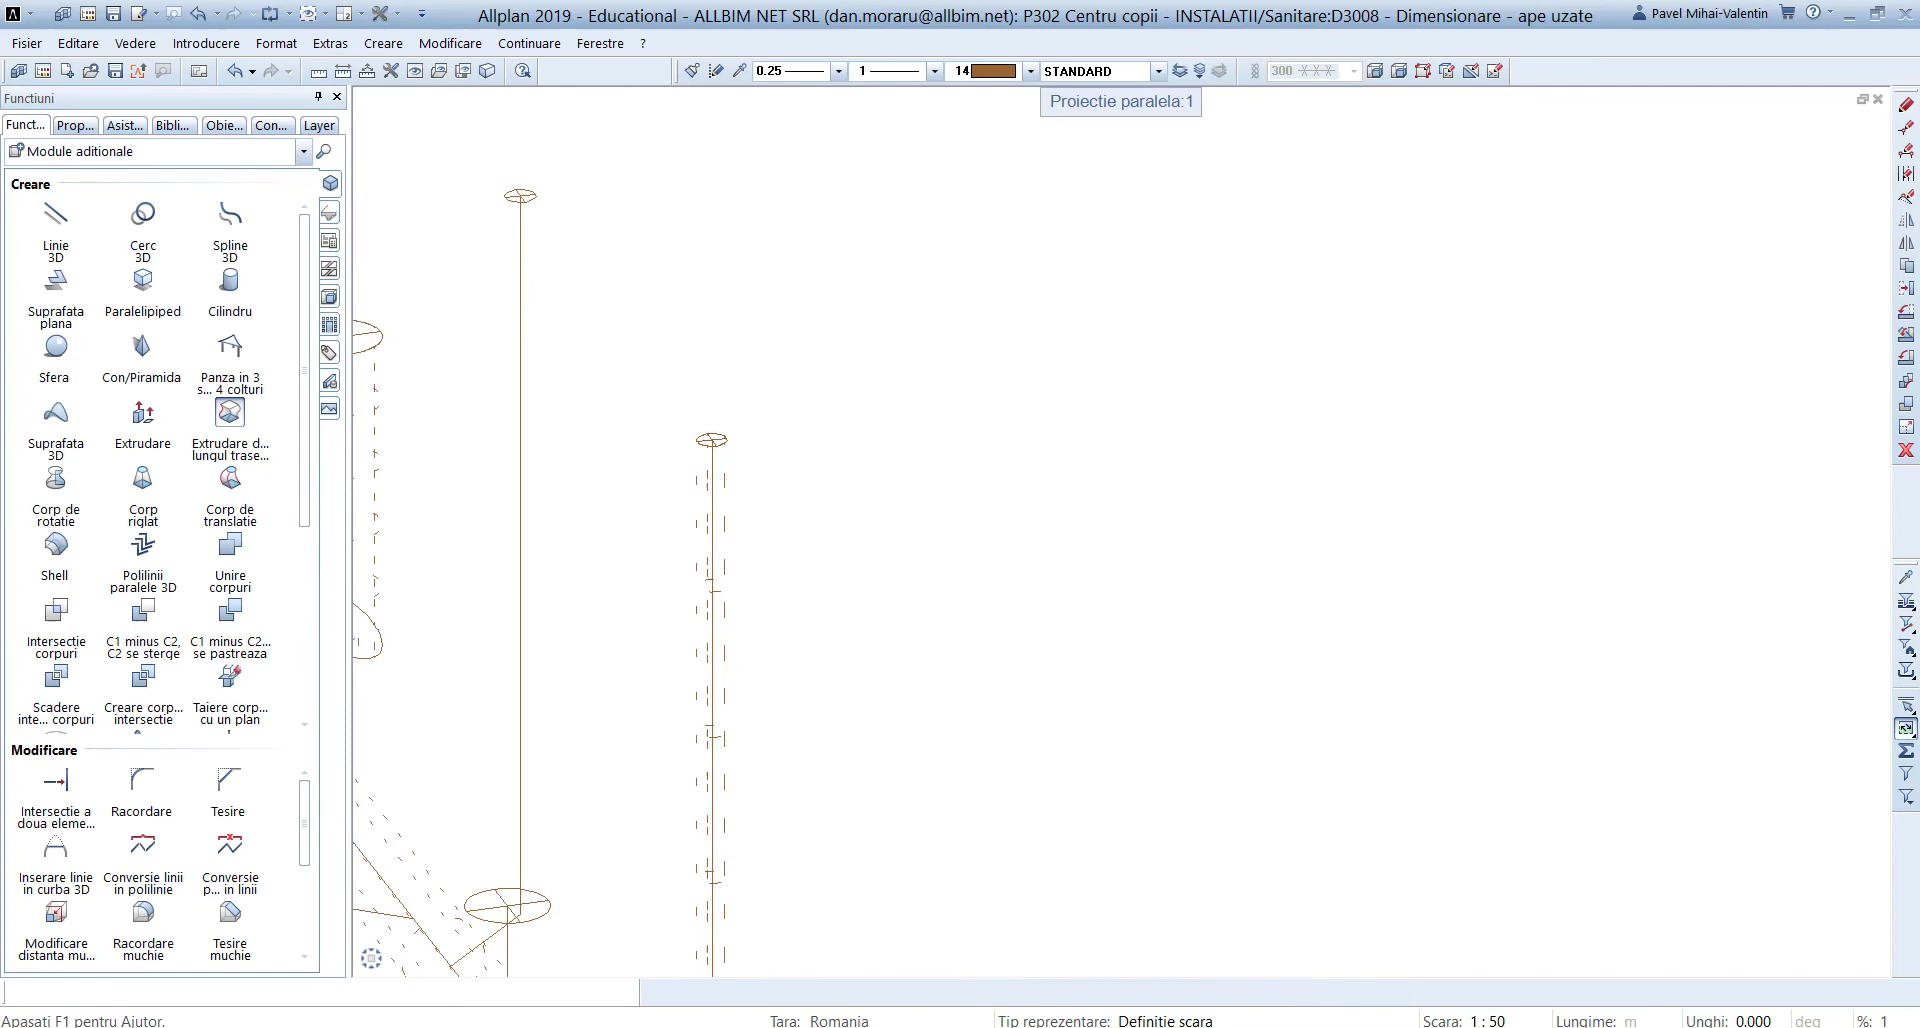 Allplan 2019 - Educational - ALLBIM NET SRL (dan.moraru@allbim.net): P302 Centru copii - INSTALATII/Sanitare:D3008 - Dimensionare - ape uzate
Pavel Mihai-Valentin
Fisier Editare Vedere Introducere Format Extras Creare Modificare Continuare Ferestre ?
0.25 1 14 STANDARD 300
Functiuni
Proiectie paralela:1
Funct... Prop... Asist... Bibli... Obie... Con... Layer
Module aditionale
Creare
Linie 3D
Cerc 3D
Spline 3D
Suprafata plana
Paralelipiped
Cilindru
Sfera
Con/Piramida
Panza in 3 s... 4 colturi
Suprafata 3D
Extrudare
Extrudare d... lungul trase...
Corp de rotatie
Corp riglat
Corp de translatie
Shell
Polilinii paralele 3D
Unire corpuri
Intersecție corpuri
C1 minus C2, C2 se sterge
C1 minus C2... se pastreaza
Scadere inte... corpuri
Creare corp... intersectie
Taiere corp... cu un plan
Modificare
Intersectie a doua eleme...
Racordare
Tesire
Inserare linie in curba 3D
Conversie linii in polilinie
Conversie p... in linii
Modificare distanta mu...
Racordare muchie
Tesire muchie
Apasati F1 pentru Ajutor.
Tara: Romania
Tip reprezentare: Definitie scara
Scara: 1 : 50
Lungime: m
Unghi: 0.000 deg
%: 1